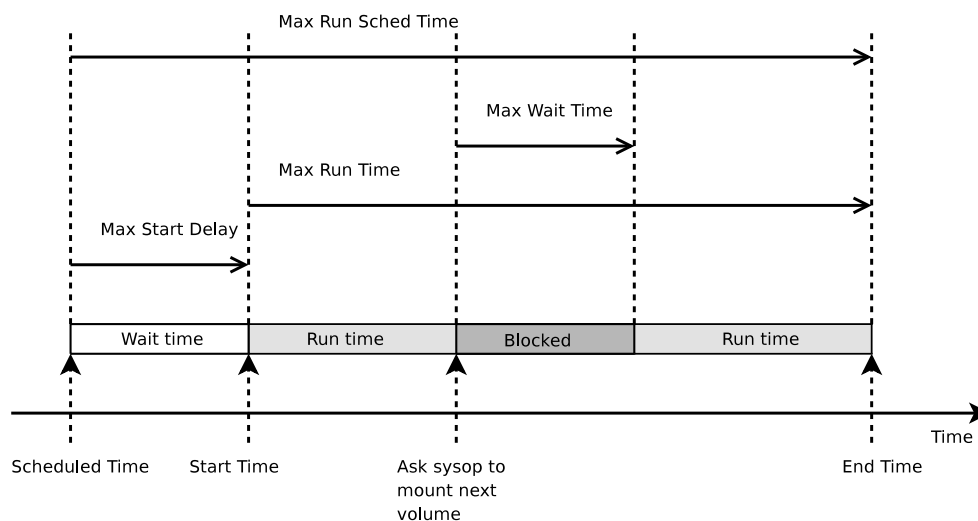 Max Run Sched Time
Max Wait Time
Max Run Time
Max Start Delay
Wait time
Run time
Blocked
Run time
Time
Scheduled Time
Start Time
Ask sysop to
mount next
volume
End Time